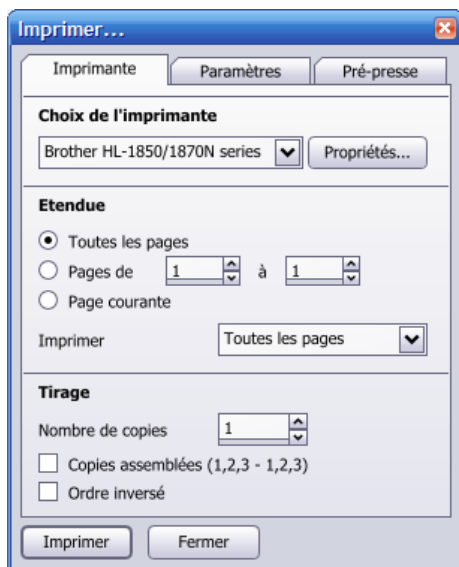 Imprimer...
Imprimante Paramètres Pré-presse
Choix de l'imprimante
Brother HL-1850/1870N series Propriétés...
Etendue
Toutes les pages
Pages de 1 à 1
Page courante
Imprimer Toutes les pages
Tirage
Nombre de copies 1
Copies assemblées (1,2,3 - 1,2,3)
Ordre inversé
Imprimer Fermer